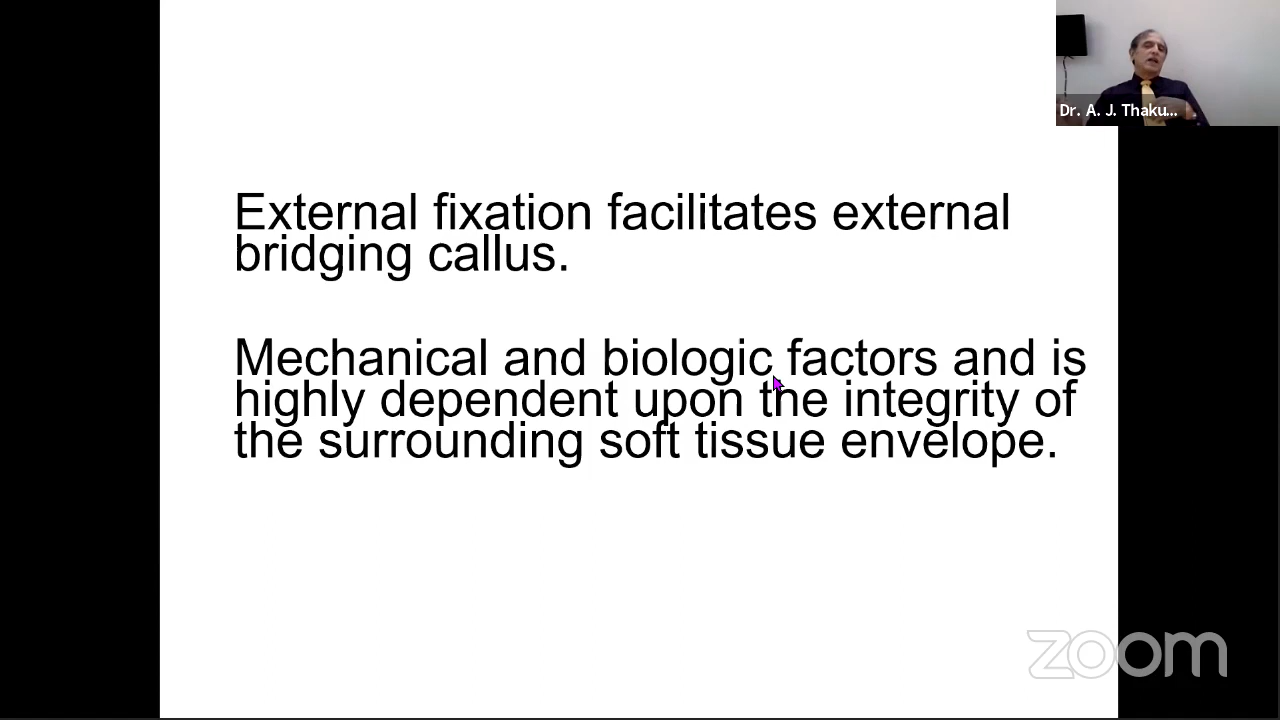 Dr. A. J. Thaku...
External fixation facilitates external
bridging callus.
Mechanical and biologic factors and is
highly dependent upon the integrity of
the surrounding soft tissue envelope.
zoom